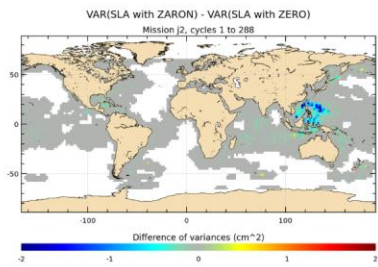 VAR(SLA with ZARON) - VAR(SLA with ZERO)
Mission j2, cycles 1 to 288
50
0
-50
-100 0 100
Difference of variances (cm^2)
-2 -1 0 1 2